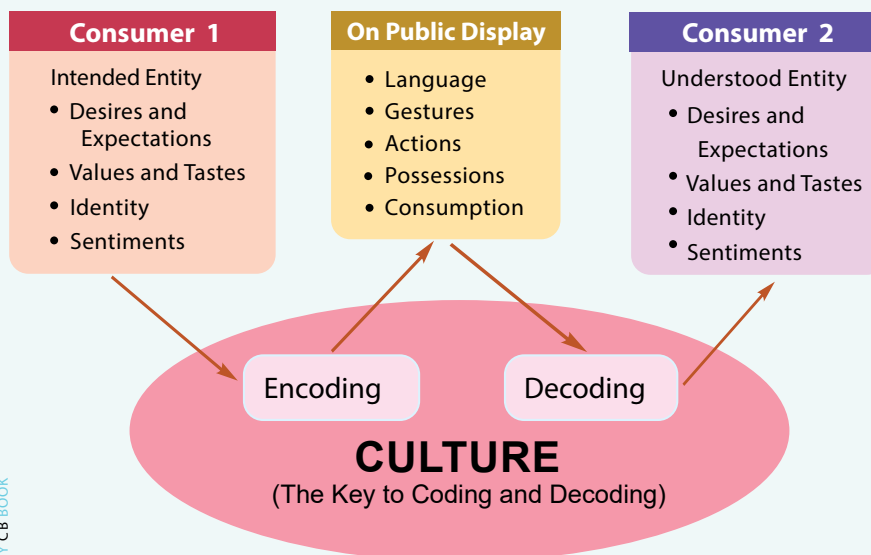 Consumer 1
Intended Entity
• Desires and
Expectations
• Values and Tastes
• Identity
• Sentiments
On Public Display
• Language
• Gestures
• Actions
• Possessions
• Consumption
Consumer 2
Understood Entity
• Desires and
Expectations
• Values and Tastes
• Identity
• Sentiments
Encoding
Decoding
CULTURE
(The Key to Coding and Decoding)
CB BOOK